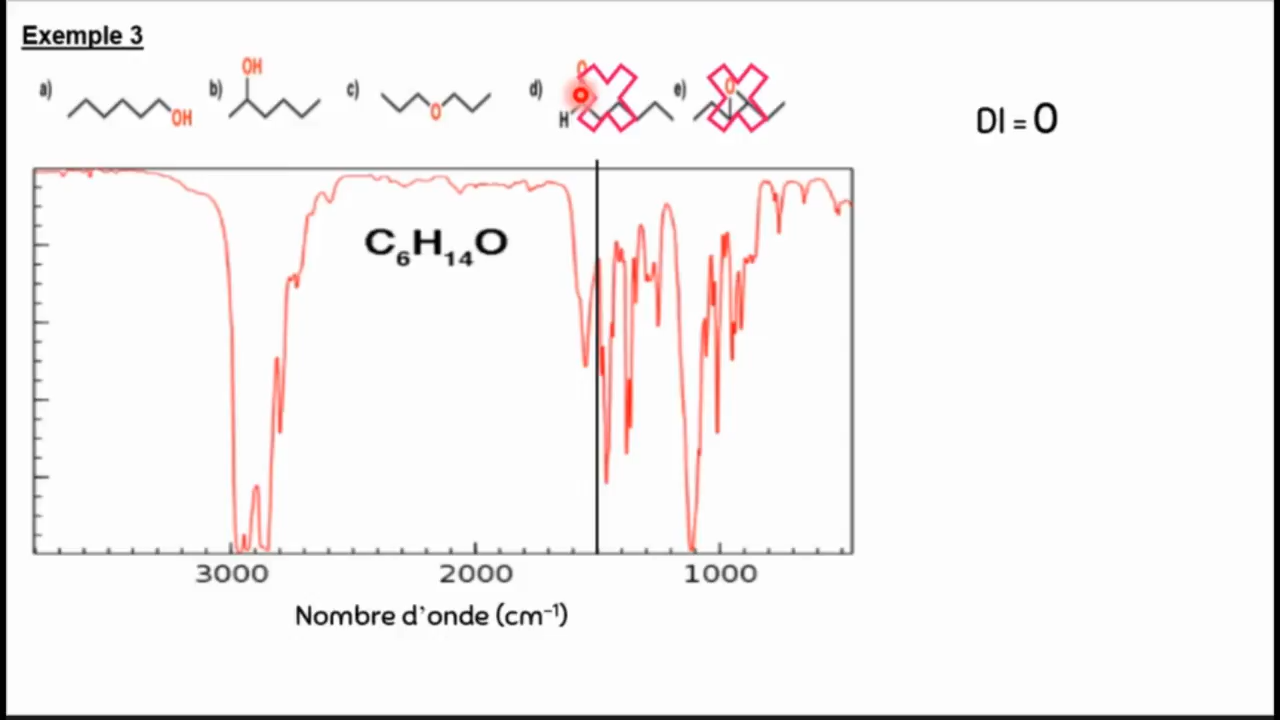 Exemple 3
a) OH b) OH c) O d) O H e) O
DI = 0
C₆H₁₄O
3000 2000 1000
Nombre d'onde (cm⁻¹)